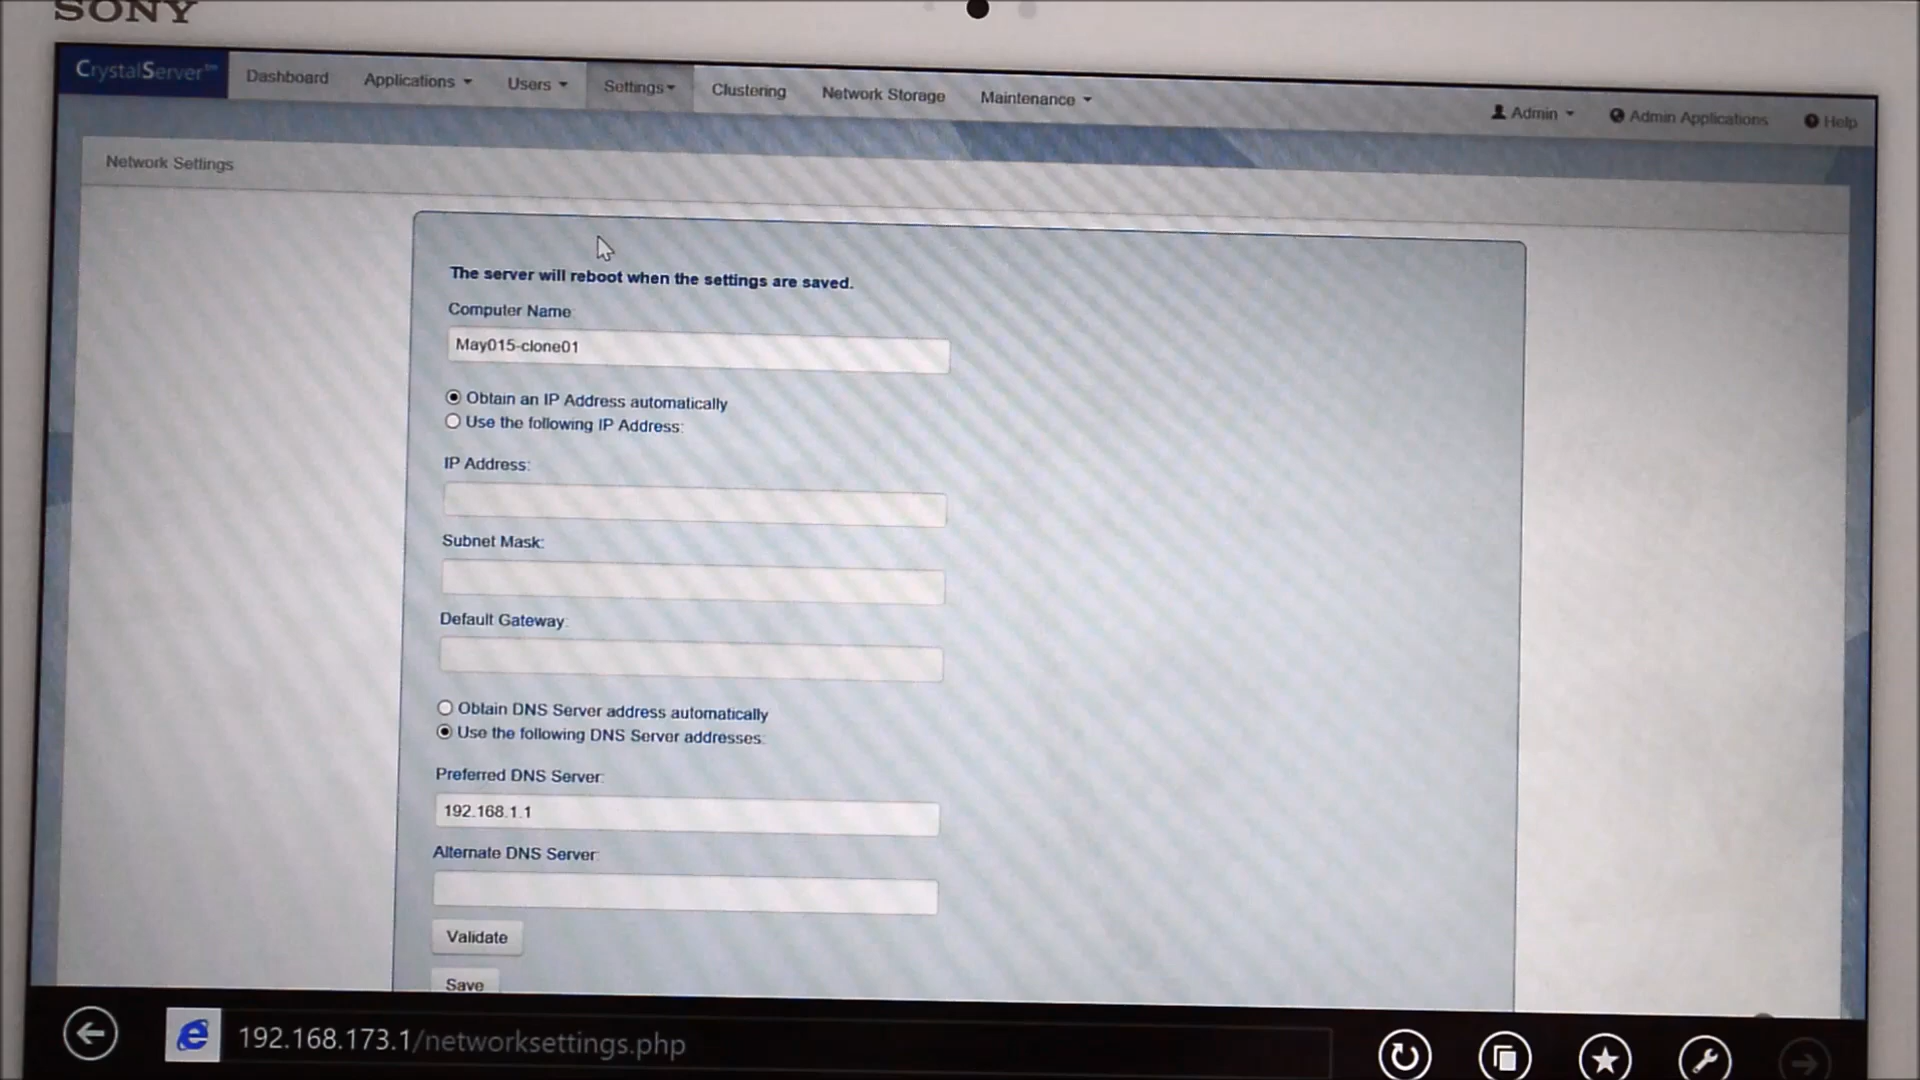 SONY
CrystalServer℠ Dashboard Applications Users Settings Clustering Network Storage Maintenance Admin Admin Applications Help
Network Settings
The server will reboot when the settings are saved.
Computer Name:
May015-clone01
Obtain an IP Address automatically
Use the following IP Address:
IP Address:
Subnet Mask:
Default Gateway:
Obtain DNS Server address automatically
Use the following DNS Server addresses:
Preferred DNS Server:
192.168.1.1
Alternate DNS Server:
Validate
Save
192.168.173.1/networksettings.php